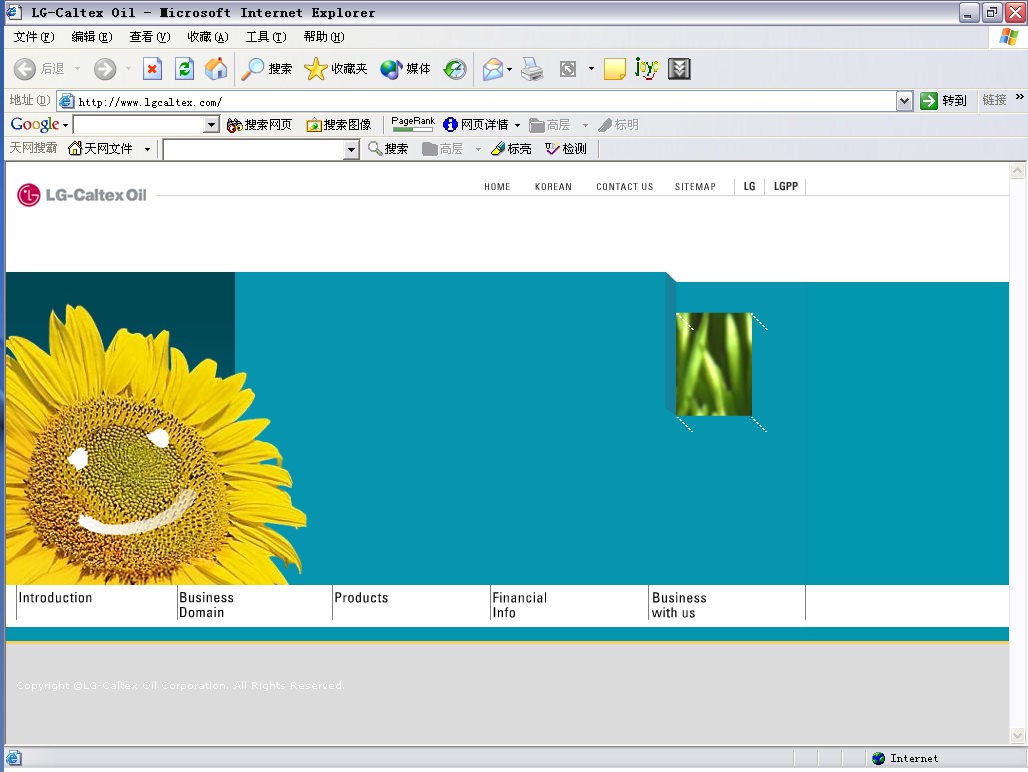 LG-Caltex Oil - Microsoft Internet Explorer
文件(F) 编辑(E) 查看(V) 收藏(A) 工具(T) 帮助(H)
后退 搜索 收藏夹 媒体 jyy
地址(D) http://www.lgcaltex.com/ 转到 链接 »
Google 搜索网页 搜索图像 PageRank 网页详情 高层 标明
天网搜霸 天网文件 搜索 高层 标亮 检测
HOME KOREAN CONTACT US SITEMAP LG LGPP
LG-Caltex Oil
Introduction
Business
Domain
Products
Financial
Info
Business
with us
Copyright ©LG-Caltex Oil Corporation. All Rights Reserved.
Internet